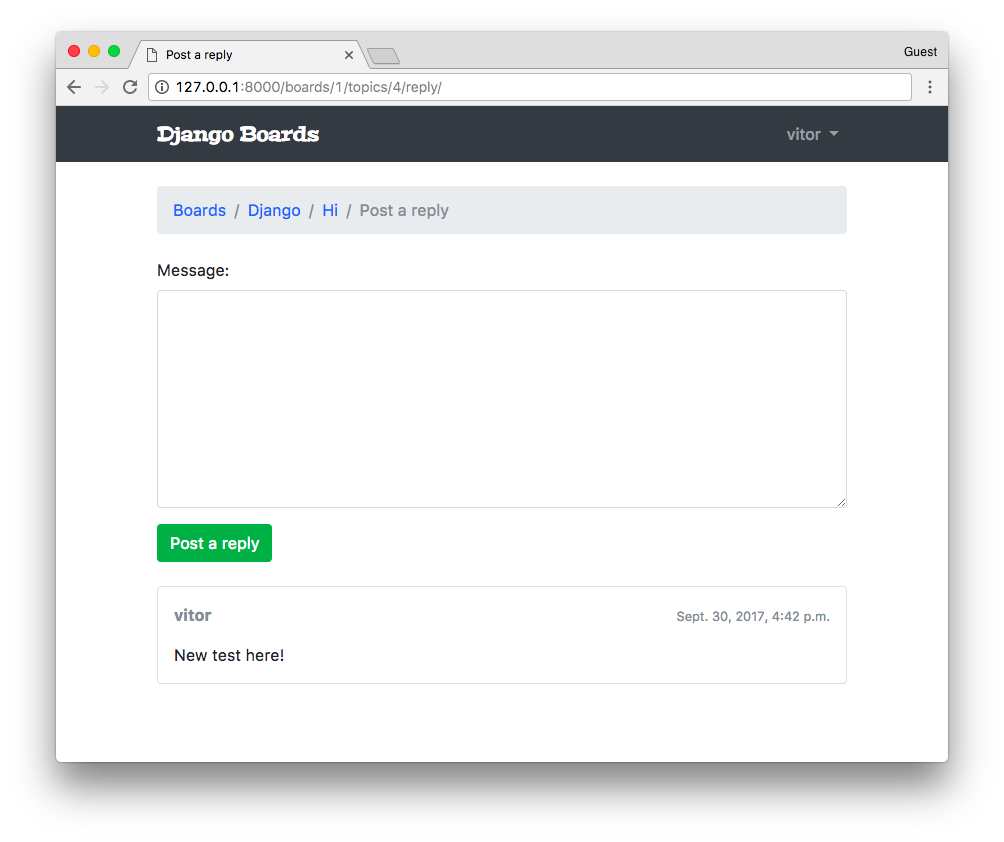 Post a reply
Guest
127.0.0.1:8000/boards/1/topics/4/reply/
Django Boards
vitor
Boards / Django / Hi / Post a reply
Message:
Post a reply
vitor
Sept. 30, 2017, 4:42 p.m.
New test here!